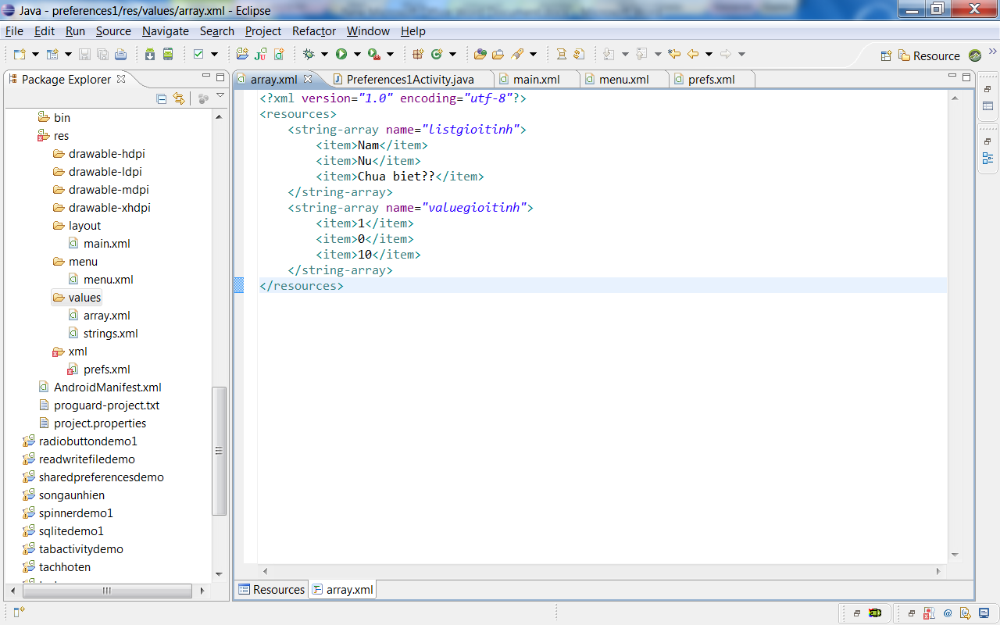 Java - preferences1/res/values/array.xml - Eclipse
File Edit Run Source Navigate Search Project Refactor Window Help
Resource
Package Explorer
bin
res
drawable-hdpi
drawable-ldpi
drawable-mdpi
drawable-xhdpi
layout
main.xml
menu
menu.xml
values
array.xml
strings.xml
xml
prefs.xml
AndroidManifest.xml
proguard-project.txt
project.properties
radiobuttondemo1
readwritefiledemo
sharedpreferencesdemo
songaunhien
spinnerdemo1
sqlitedemo1
tabactivitydemo
tachhoten
array.xml Preferences1Activity.java main.xml menu.xml prefs.xml
<?xml version="1.0" encoding="utf-8"?>
<resources>
    <string-array name="listgioitinh">
        <item>Nam</item>
        <item>Nu</item>
        <item>Chua biet??</item>
    </string-array>
    <string-array name="valuegioitinh">
        <item>1</item>
        <item>0</item>
        <item>10</item>
    </string-array>
</resources>
Resources array.xml